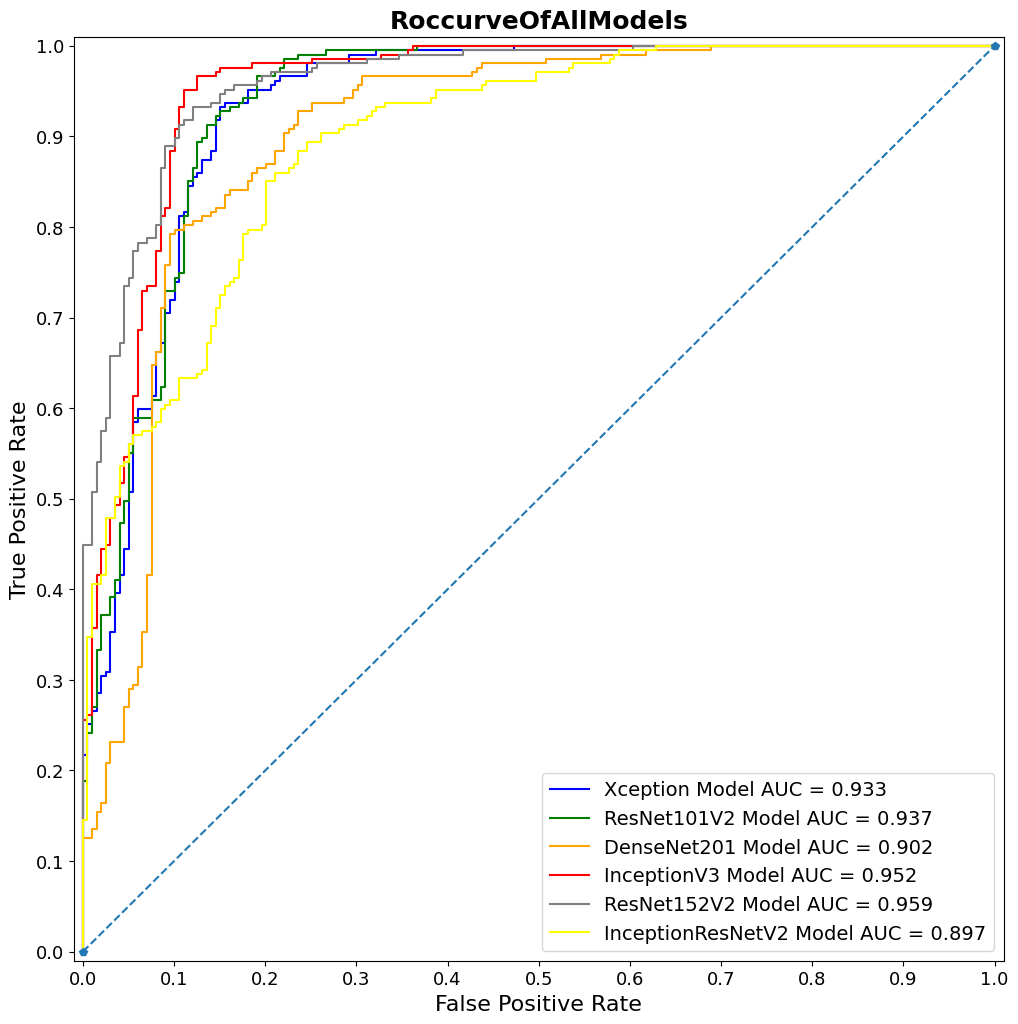 RoccurveOfAllModels
True Positive Rate
1.0
0.9
0.8
0.7
0.6
0.5
0.4
0.3
0.2
0.1
0.0
Xception Model AUC = 0.933
ResNet101V2 Model AUC = 0.937
DenseNet201 Model AUC = 0.902
InceptionV3 Model AUC = 0.952
ResNet152V2 Model AUC = 0.959
InceptionResNetV2 Model AUC = 0.897
0.0 0.1 0.2 0.3 0.4 0.5 0.6 0.7 0.8 0.9 1.0
False Positive Rate